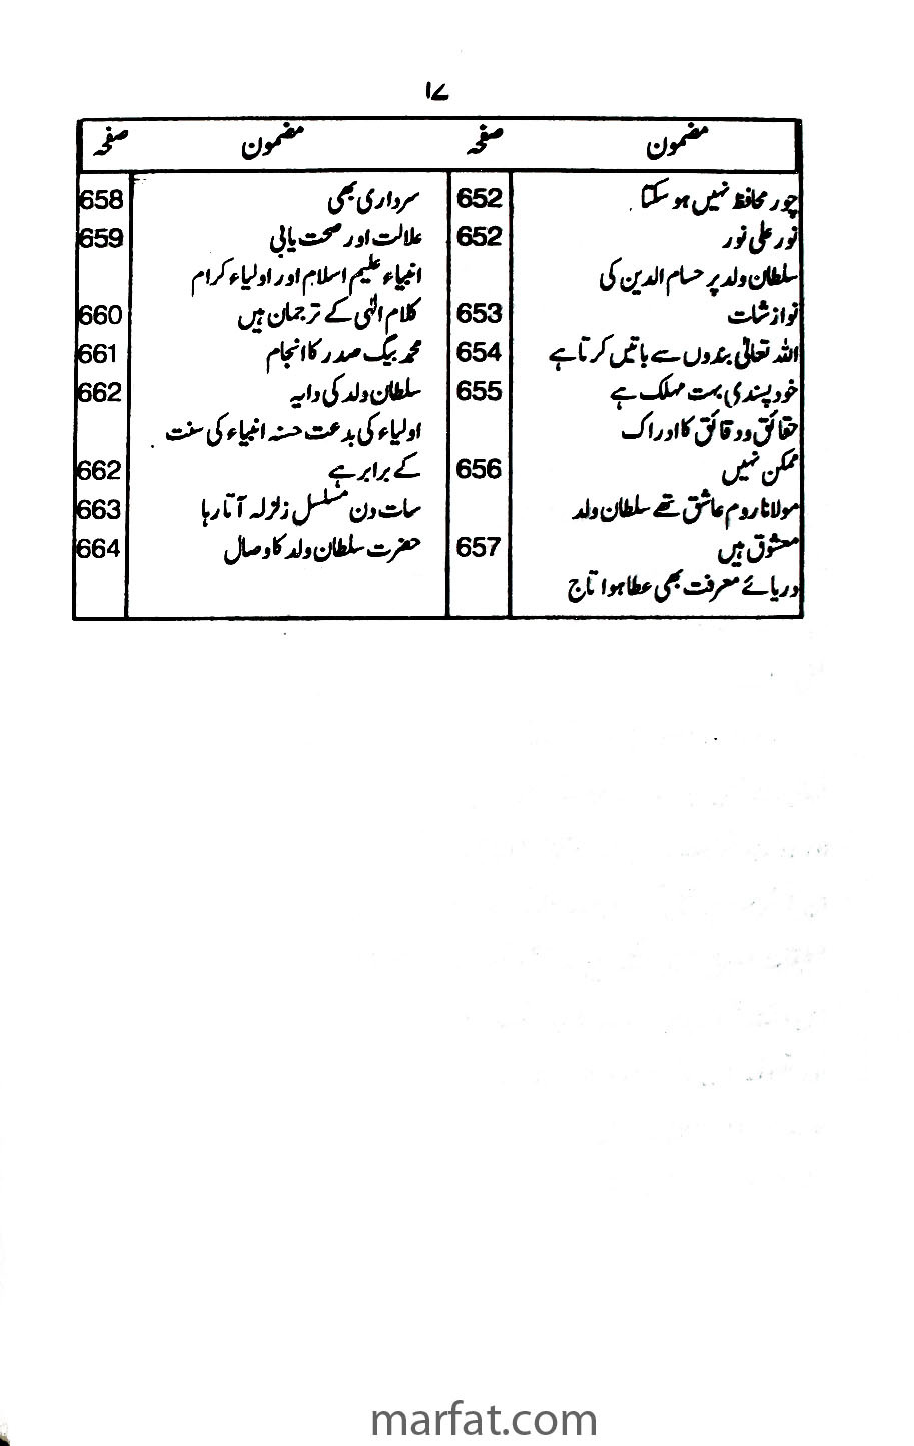 ۱۷
مضمون صفحہ مضمون صفحہ
چور محافظ نہیں ہو سکتا 652
نور علی نور 652
سلطان ولد پر حسام الدین کی
نوازشات 653
اللہ تعالیٰ بندوں سے باتیں کرتا ہے 654
خود پسندی بہت مہلک ہے 655
حقائق و دقائق کا ادراک
ممکن نہیں 656
مولانا روم عاشق تھے سلطان ولد
معشوق ہیں 657
دریائے معرفت بھی عطا ہوا تاج
سرداری بھی 658
علالت اور صحت یابی 659
انبیاء علیہم اسلام اور اولیاء کرام
کلام الٰہی کے ترجمان ہیں 660
محمد بیگ صدر کا انجام 661
سلطان ولد کی دایہ 662
اولیاء کی بدعت حسنہ انبیاء کی سنت
کے برابر ہے 662
سات دن مسلسل زلزلہ آتا رہا 663
حضرت سلطان ولد کا وصال 664
marfat.com